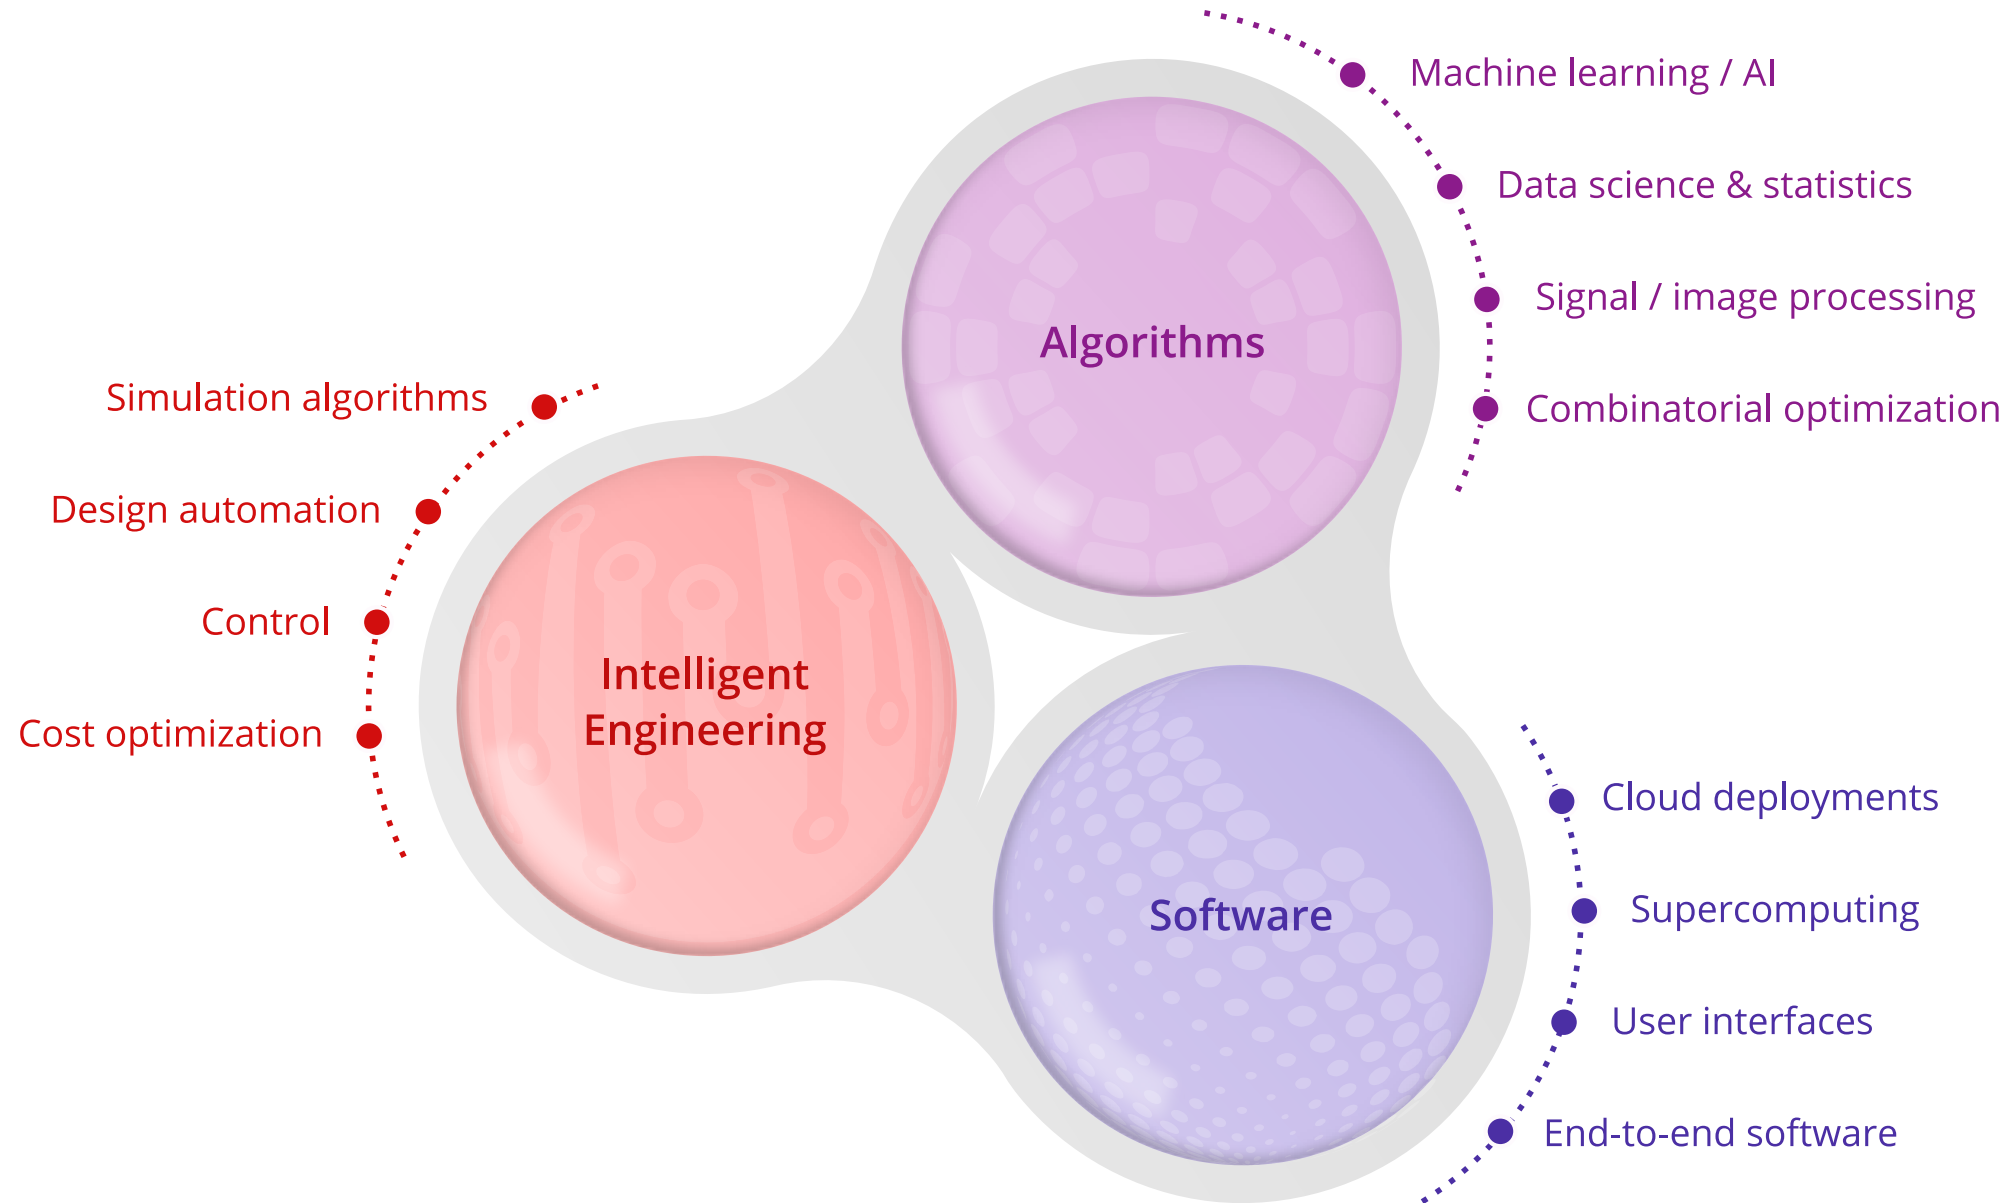 Algorithms
Machine learning / AI
Data science & statistics
Signal / image processing
Combinatorial optimization
Intelligent
Engineering
Simulation algorithms
Design automation
Control
Cost optimization
Software
Cloud deployments
Supercomputing
User interfaces
End-to-end software